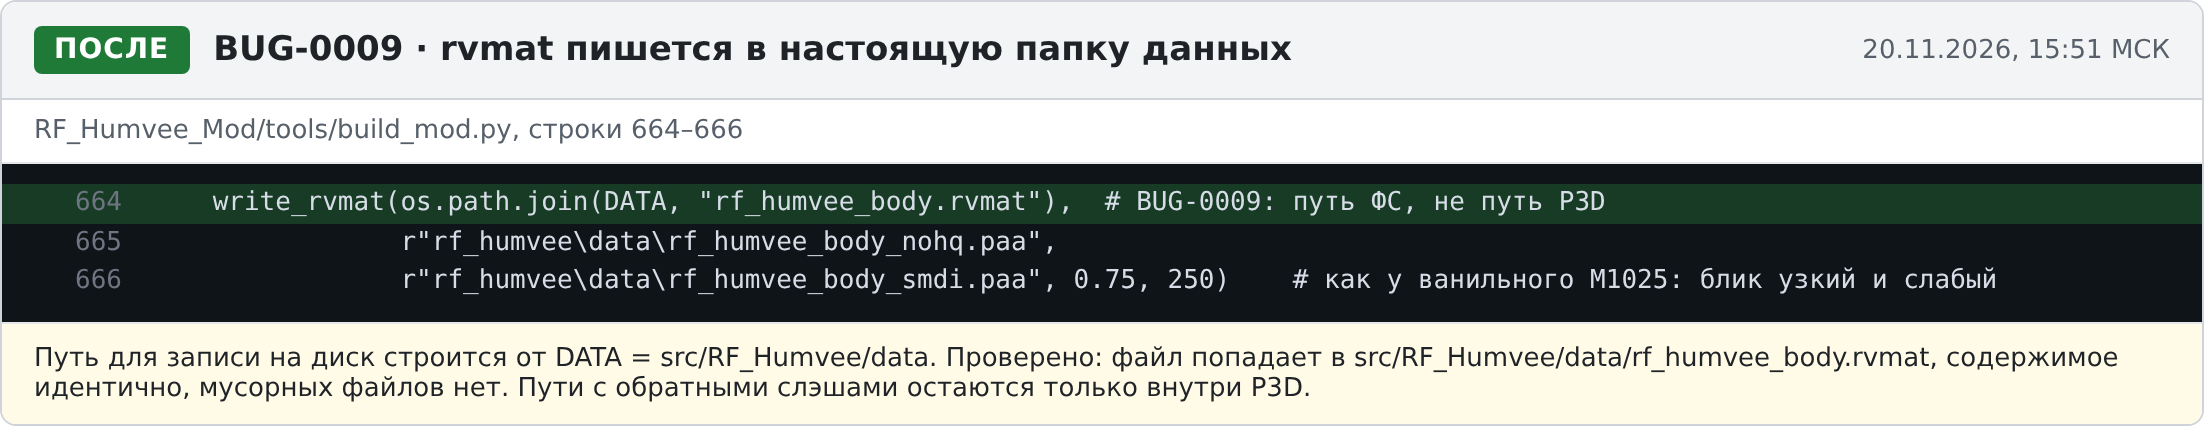 ПОСЛЕ BUG-0009 · rvmat пишется в настоящую папку данных 20.11.2026, 15:51 МСК
RF_Humvee_Mod/tools/build_mod.py, строки 664–666
664 write_rvmat(os.path.join(DATA, "rf_humvee_body.rvmat"), # BUG-0009: путь ФС, не путь P3D
665 r"rf_humvee\data\rf_humvee_body_nohq.paa",
666 r"rf_humvee\data\rf_humvee_body_smdi.paa", 0.75, 250) # как у ванильного M1025: блик узкий и слабый
Путь для записи на диск строится от DATA = src/RF_Humvee/data. Проверено: файл попадает в src/RF_Humvee/data/rf_humvee_body.rvmat, содержимое
идентично, мусорных файлов нет. Пути с обратными слэшами остаются только внутри P3D.